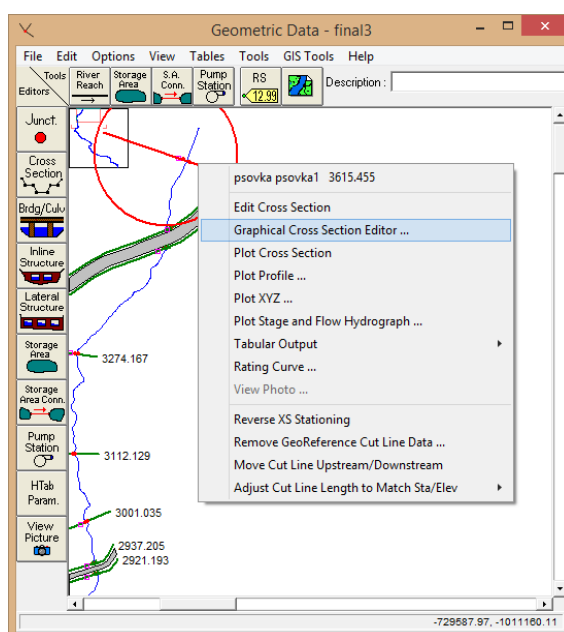 Geometric Data - final3
File Edit Options View Tables Tools GIS Tools Help
Tools
Editors
River Reach
Storage Area
S.A. Conn.
Pump Station
RS
12.99
Description :
Junct.
Cross Section
Brdg/Culv
Inline Structure
Lateral Structure
Storage Area
Storage Area Conn.
Pump Station
HTab Param.
View Picture
psovka psovka1 3615.455
Edit Cross Section
Graphical Cross Section Editor ...
Plot Cross Section
Plot Profile ...
Plot XYZ ...
Plot Stage and Flow Hydrograph ...
Tabular Output
Rating Curve ...
View Photo ...
Reverse XS Stationing
Remove GeoReference Cut Line Data ...
Move Cut Line Upstream/Downstream
Adjust Cut Line Length to Match Sta/Elev
3274.167
3112.129
3001.035
2937.205
2921.193
-729587.97, -1011160.11